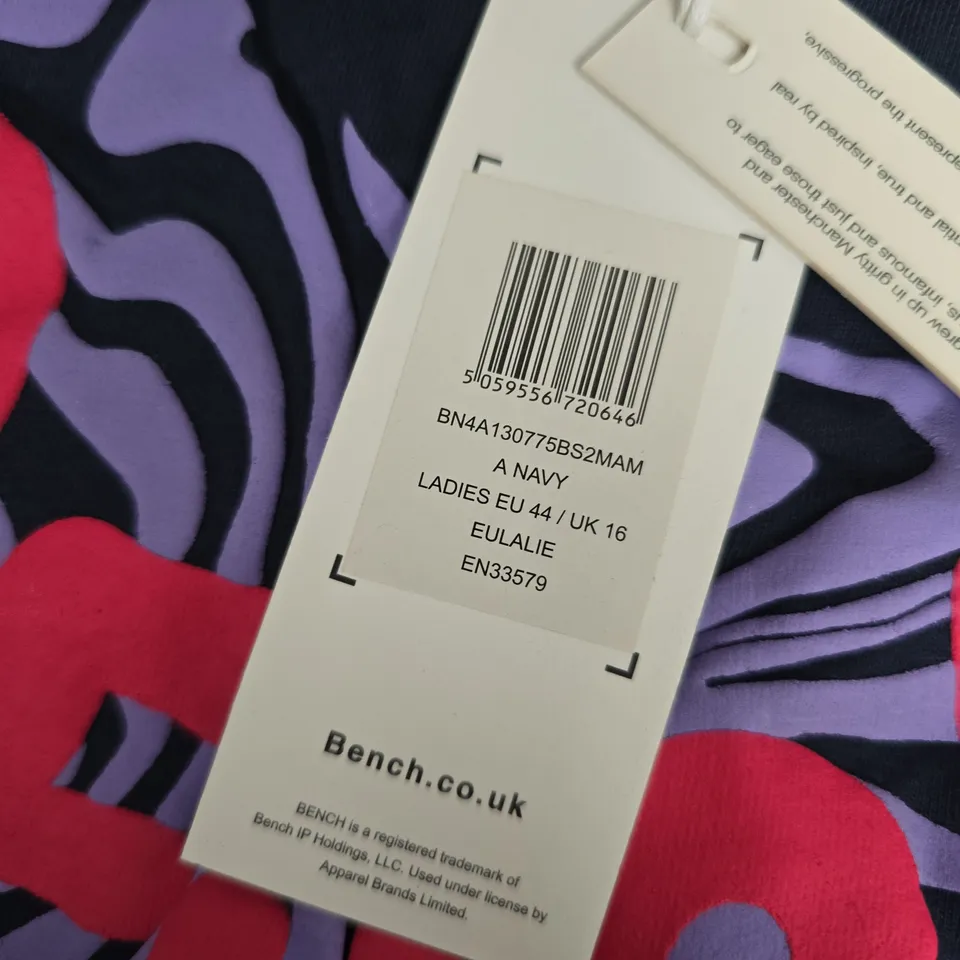 5 059556 720646
BN4A130775BS2MAM
A NAVY
LADIES EU 44 / UK 16
EULALIE
EN33579
Bench.co.uk
BENCH is a registered trademark of
Bench IP Holdings, LLC. Used under license by
Apparel Brands Limited.
grew up in gritty Manchester and
infamous and just those eager to
and true, inspired by real
the progressive,